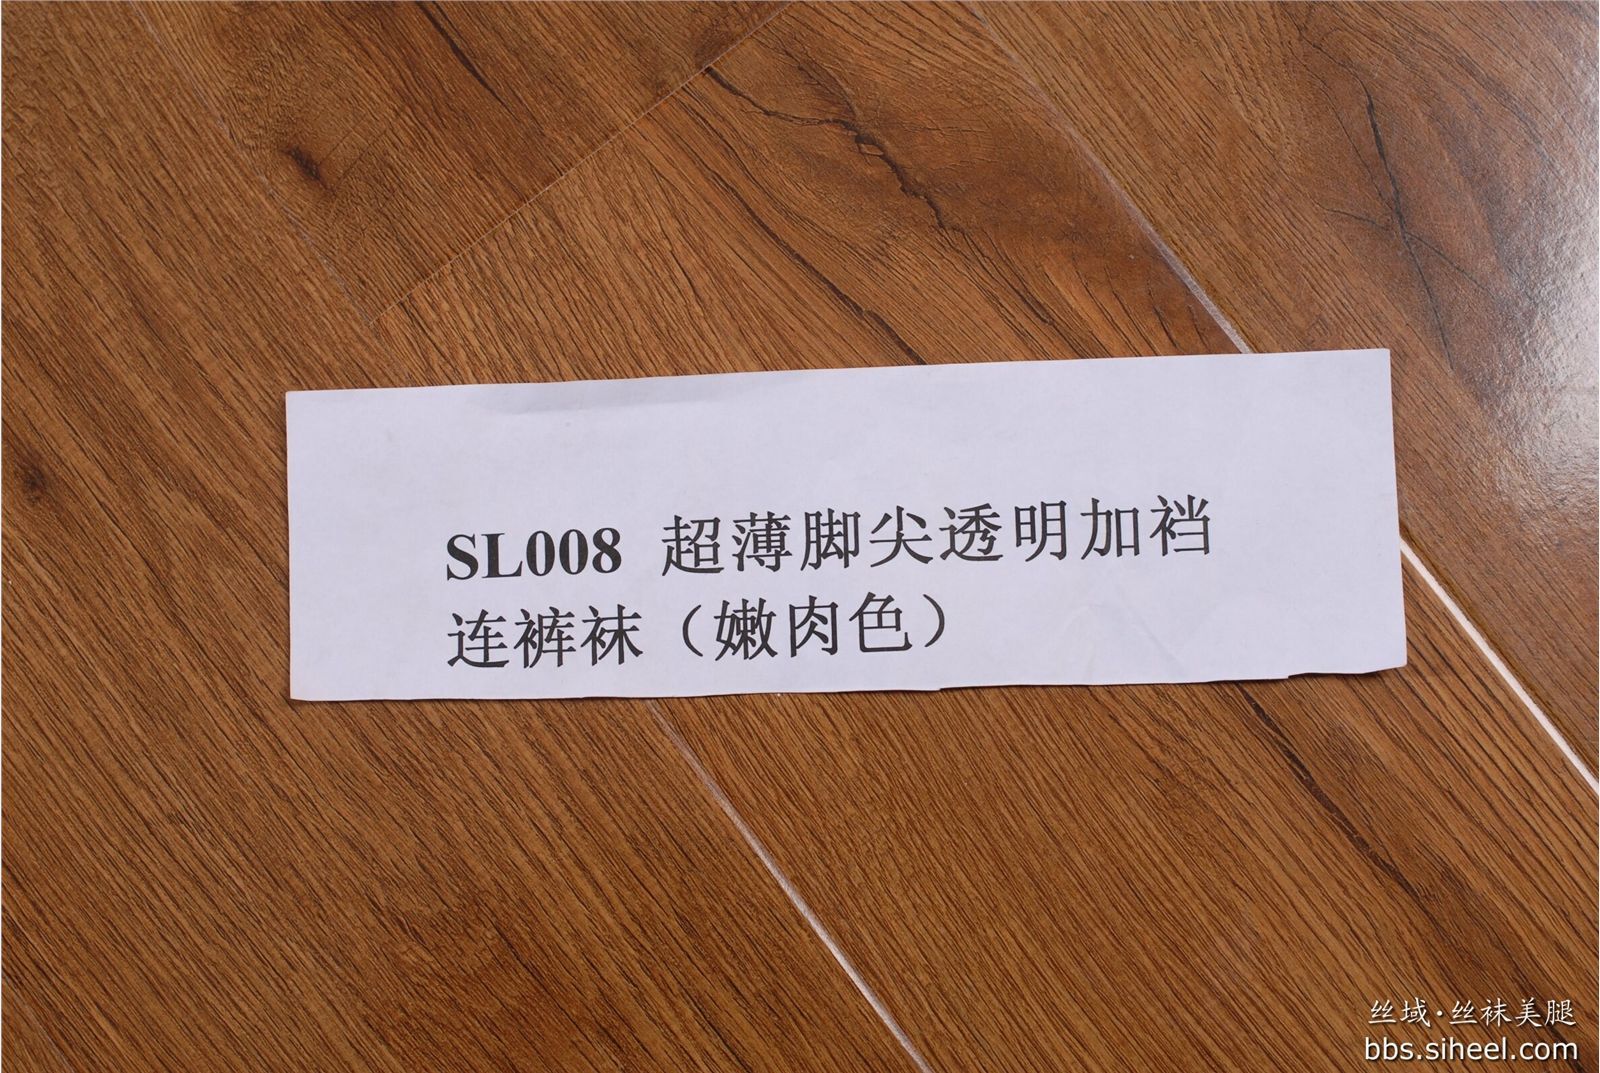 SL008 超薄脚尖透明加裆
连裤袜（嫩肉色）
丝域·丝袜美腿
bbs.siheel.com